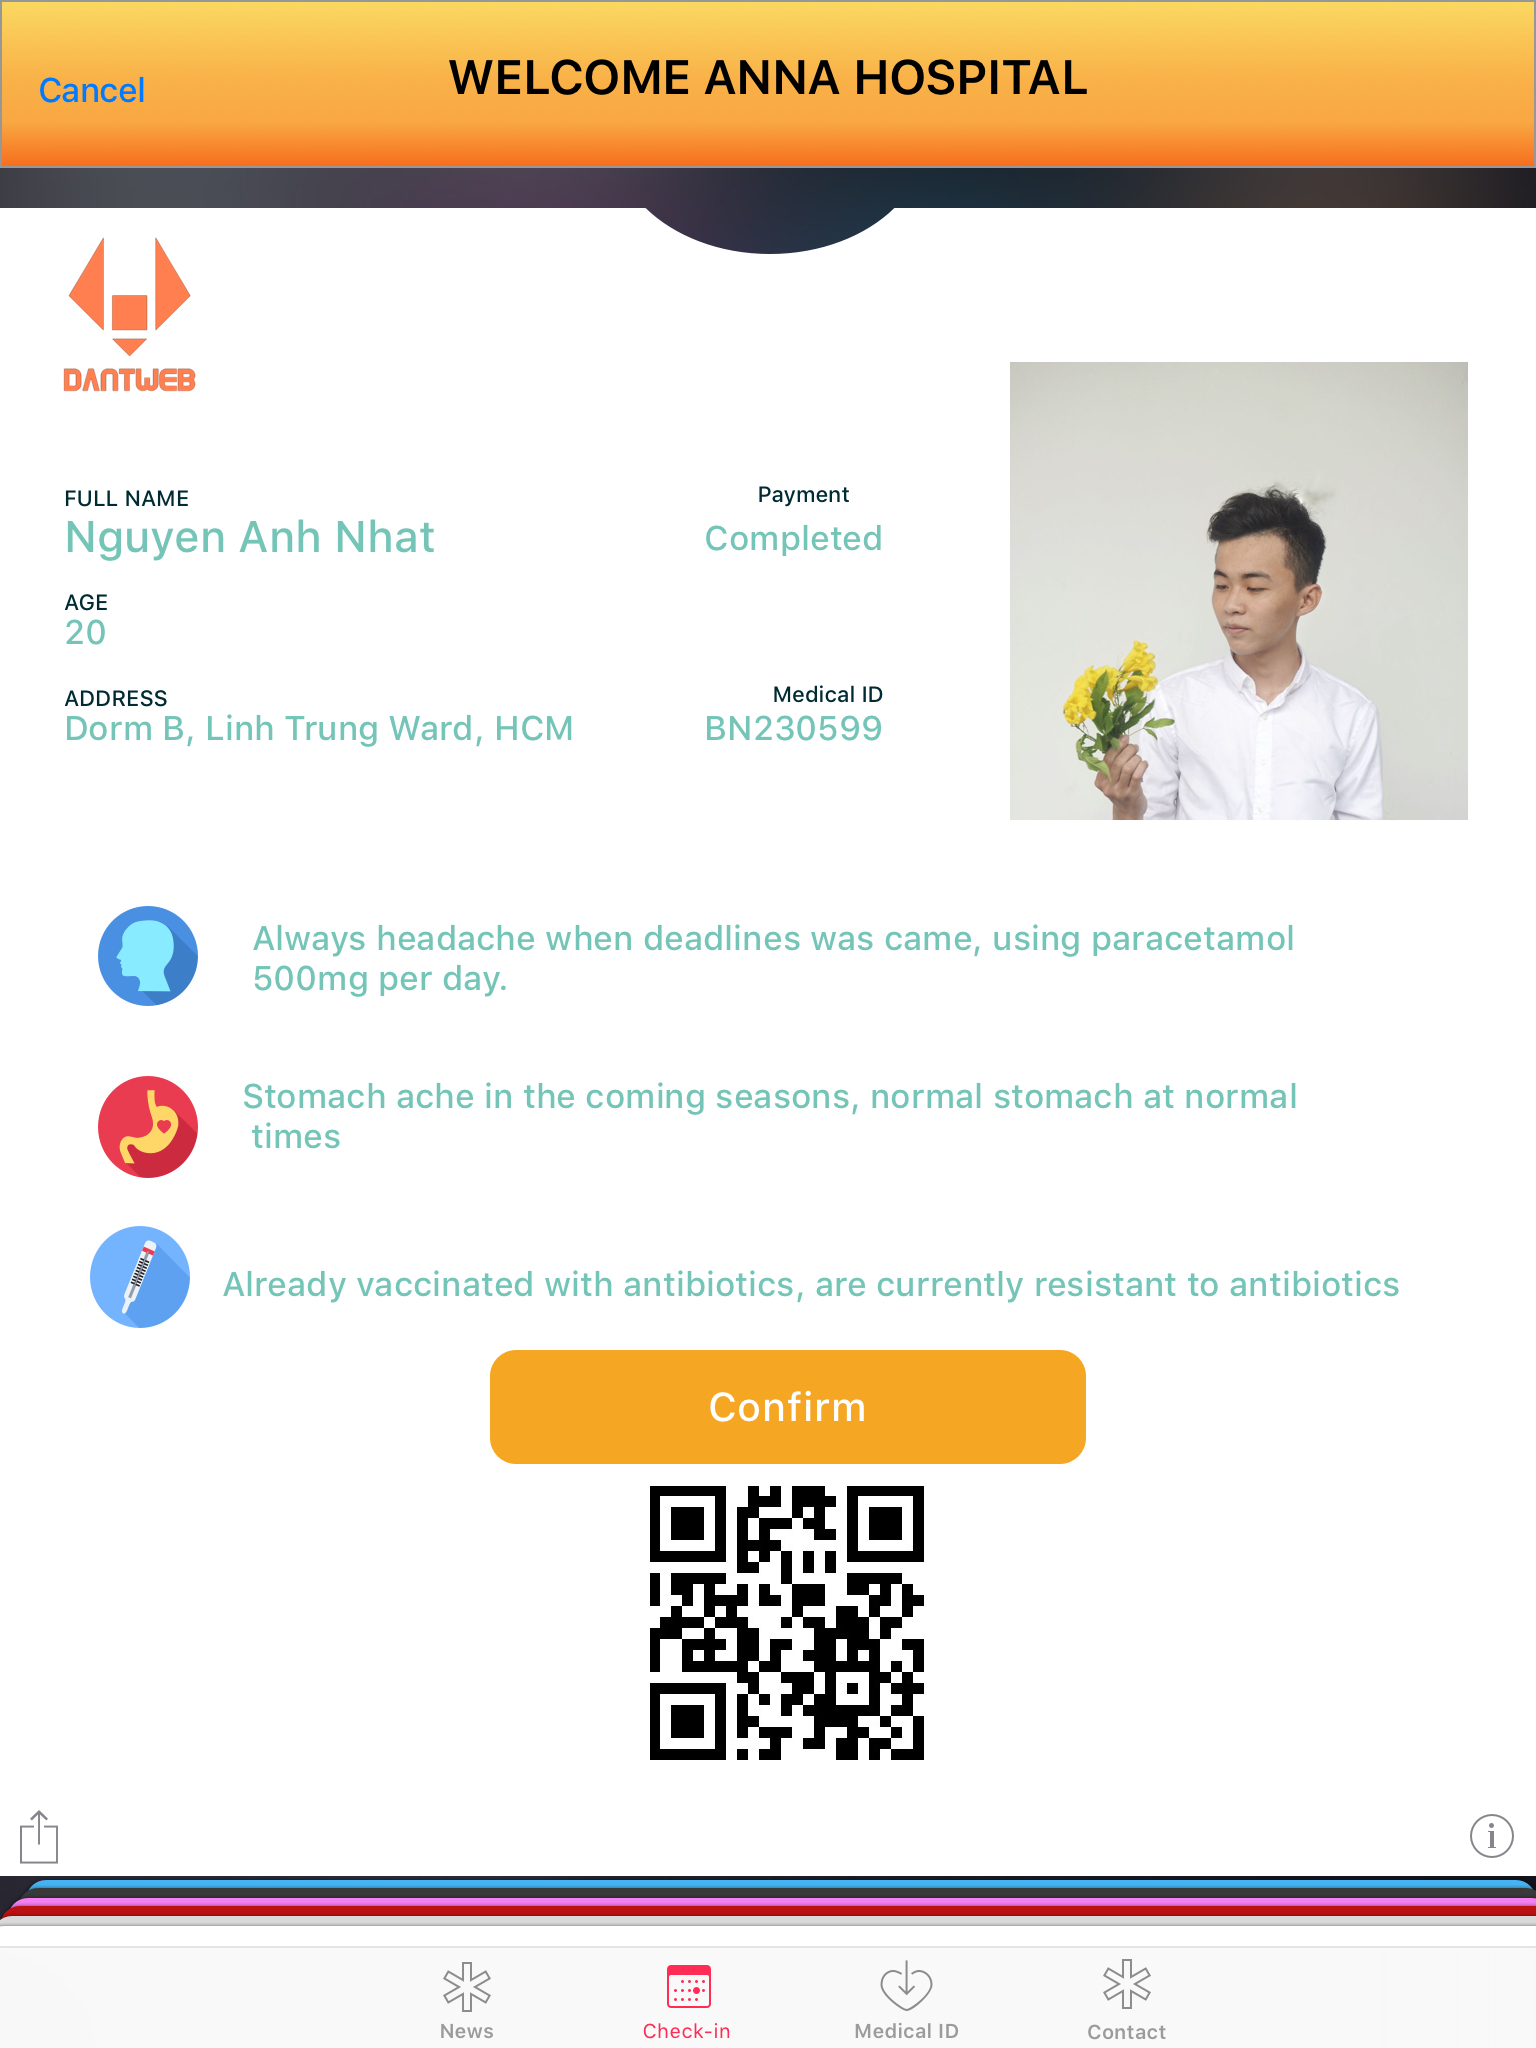 Cancel
WELCOME ANNA HOSPITAL
DANTWEB
FULL NAME
Nguyen Anh Nhat
Payment
Completed
AGE
20
ADDRESS
Dorm B, Linh Trung Ward, HCM
Medical ID
BN230599
Always headache when deadlines was came, using paracetamol
500mg per day.
Stomach ache in the coming seasons, normal stomach at normal
times
Already vaccinated with antibiotics, are currently resistant to antibiotics
Confirm
News
Check-in
Medical ID
Contact